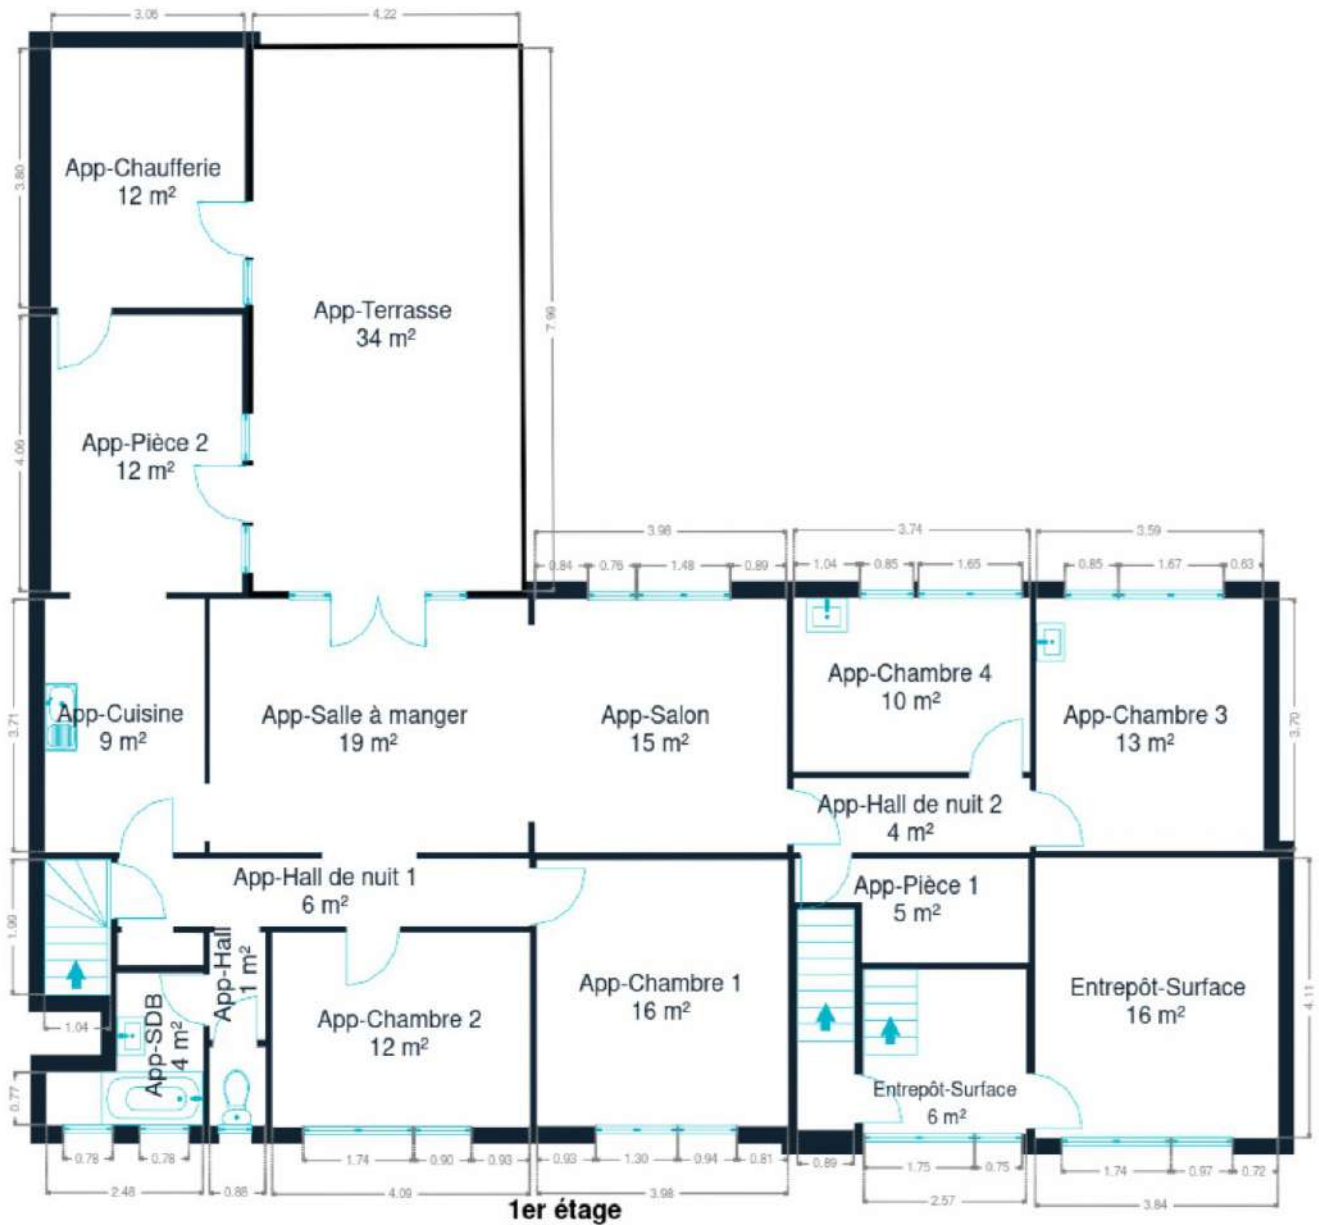 3.06
4.22
3.80
App-Chaufferie
12 m²
App-Terrasse
34 m²
7.99
4.06
App-Pièce 2
12 m²
3.98
3.74
3.59
0.84
0.76
1.48
0.89
1.04
0.85
1.65
0.85
1.67
0.63
3.71
App-Cuisine
9 m²
App-Salle à manger
19 m²
App-Salon
15 m²
App-Chambre 4
10 m²
App-Chambre 3
13 m²
3.70
App-Hall de nuit 2
4 m²
1.99
App-Hall de nuit 1
6 m²
App-Pièce 1
5 m²
App-Hall
1 m²
App-Chambre 1
16 m²
Entrepôt-Surface
16 m²
4.11
1.04
App-SDB
4 m²
App-Chambre 2
12 m²
0.77
Entrepôt-Surface
6 m²
0.78
0.78
1.74
0.90
0.93
0.93
1.30
0.94
0.81
0.89
1.75
0.75
1.74
0.97
0.72
2.48
0.88
4.09
3.98
2.57
3.84
1er étage